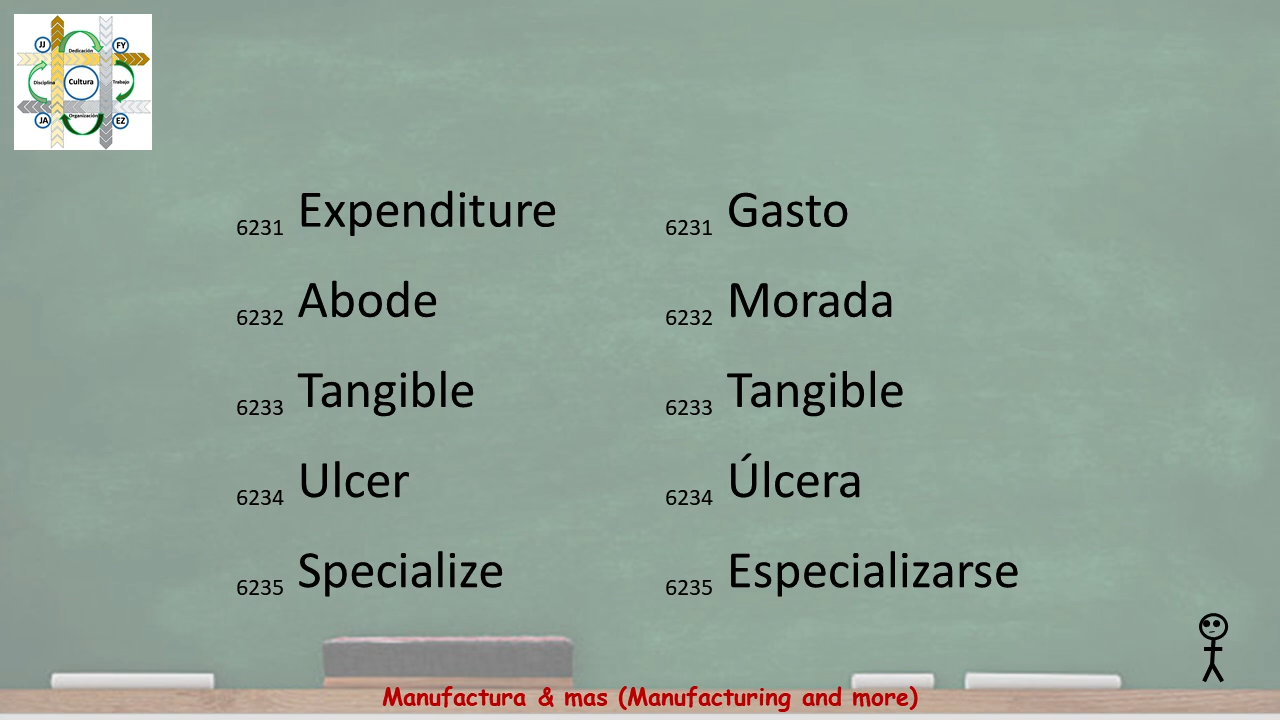 JJ
FY
Dedicación
Disciplina
Cultura
Trabajo
Organización
JA
EZ
6231 Expenditure 6231 Gasto
6232 Abode 6232 Morada
6233 Tangible 6233 Tangible
6234 Ulcer 6234 Úlcera
6235 Specialize 6235 Especializarse
Manufactura & mas (Manufacturing and more)